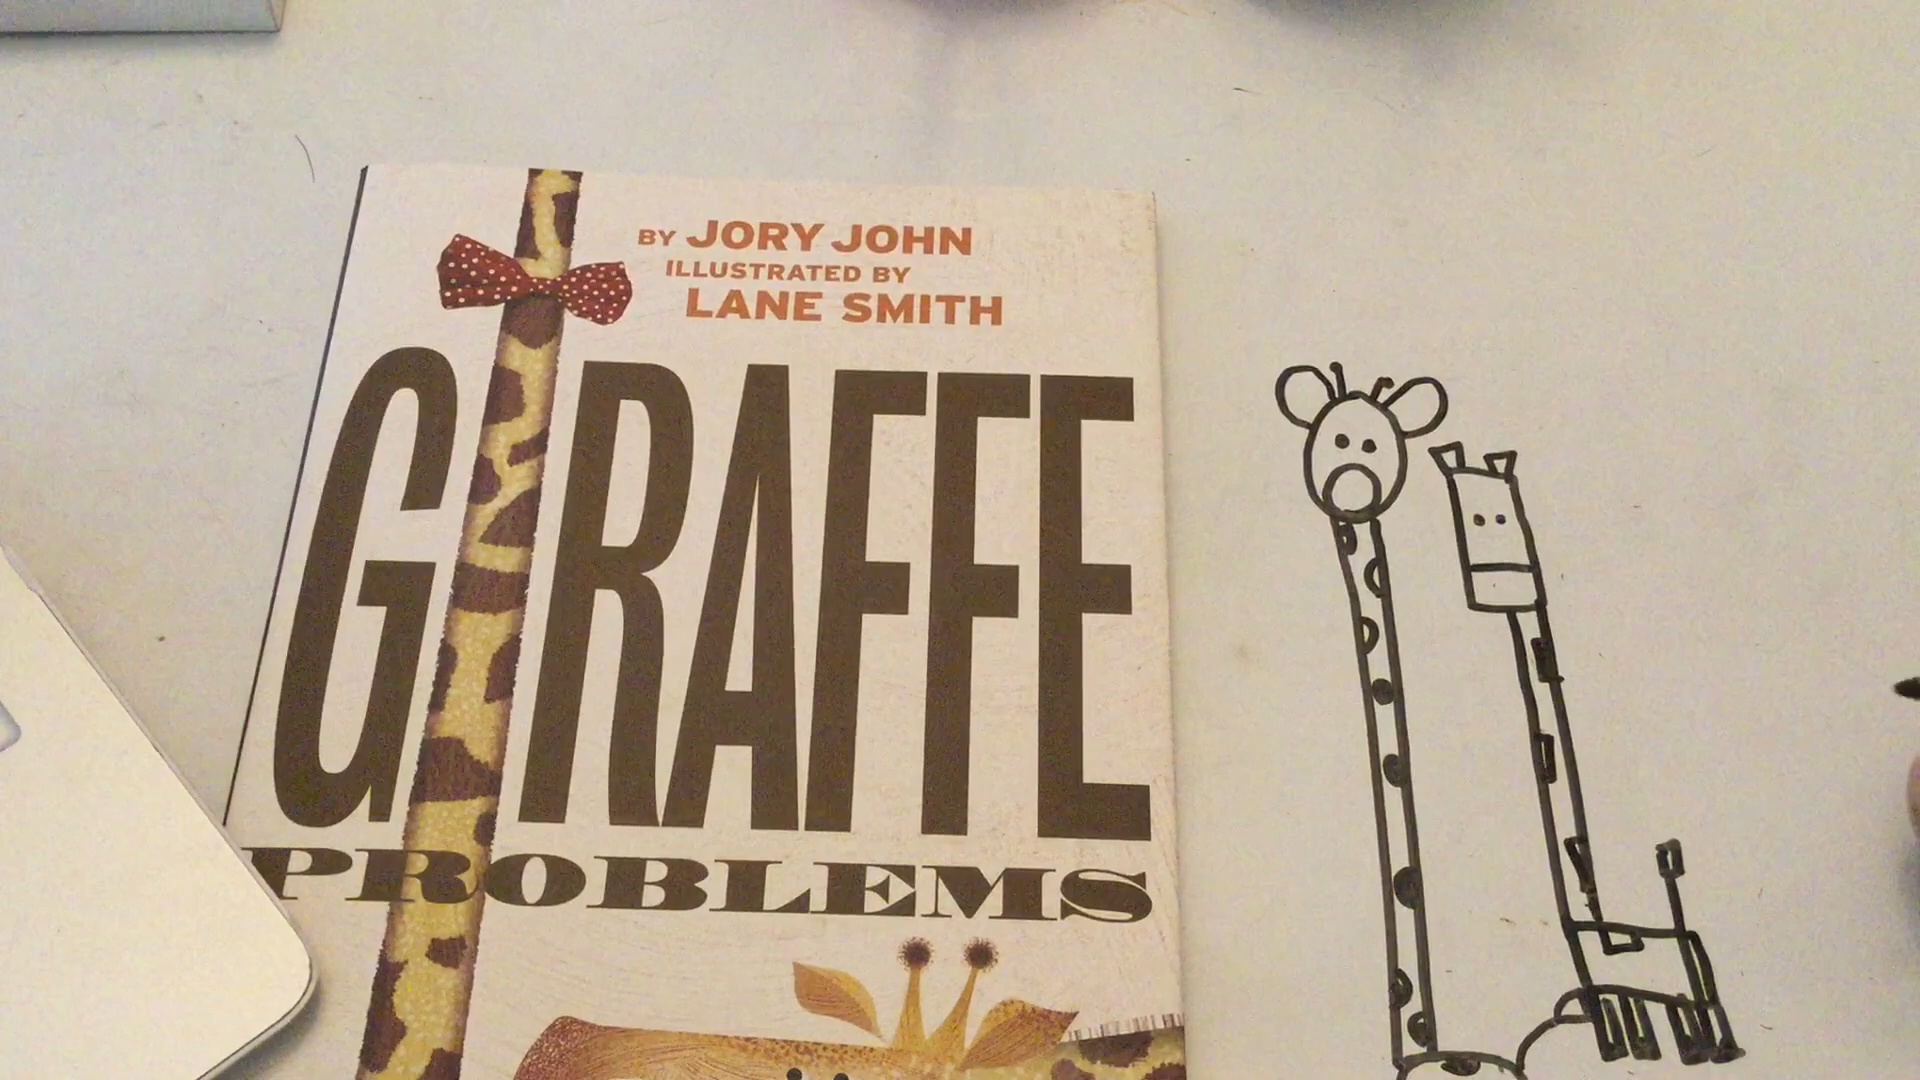 BY JORY JOHN
ILLUSTRATED BY
LANE SMITH
GIRAFFE
PROBLEMS